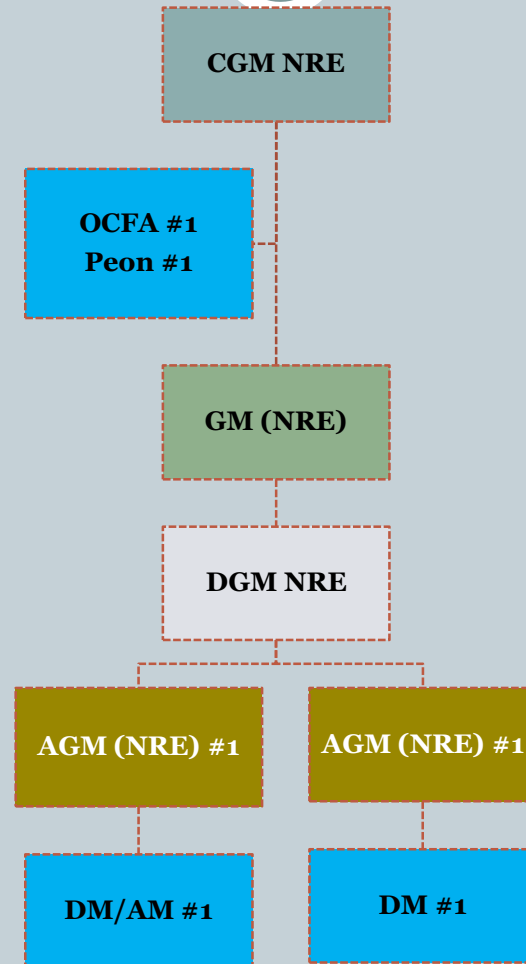 CGM NRE
OCFA #1
Peon #1
GM (NRE)
DGM NRE
AGM (NRE) #1
AGM (NRE) #1
DM/AM #1
DM #1